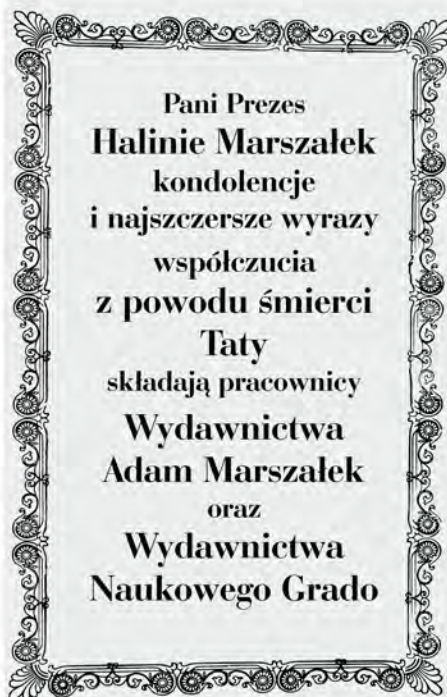 Pani Prezes
Halinie Marszałek
kondolencje
i najszczersze wyrazy
współczucia
z powodu śmierci
Taty
składają pracownicy
Wydawnictwa
Adam Marszałek
oraz
Wydawnictwa
Naukowego Grado